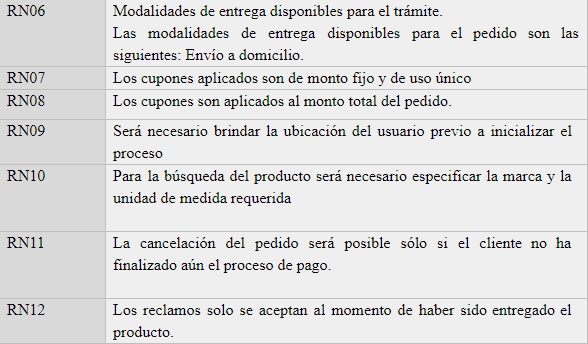 RN06
Modalidades de entrega disponibles para el trámite.
Las modalidades de entrega disponibles para el pedido son las
siguientes: Envío a domicilio.
RN07
Los cupones aplicados son de monto fijo y de uso único
RN08
Los cupones son aplicados al monto total del pedido.
RN09
Será necesario brindar la ubicación del usuario previo a inicializar el
proceso
RN10
Para la búsqueda del producto será necesario especificar la marca y la
unidad de medida requerida
RN11
La cancelación del pedido será posible sólo si el cliente no ha
finalizado aún el proceso de pago.
RN12
Los reclamos solo se aceptan al momento de haber sido entregado el
producto.